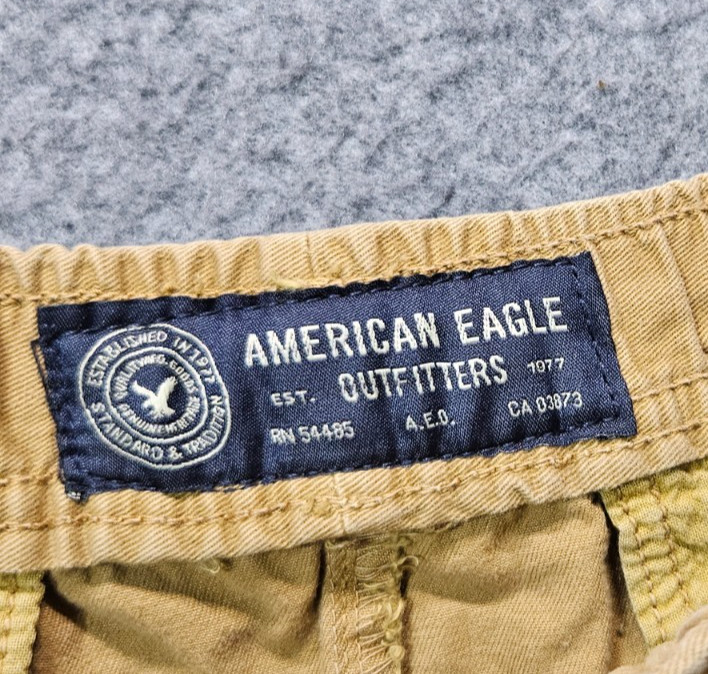 ESTABLISHED IN 1977
STANDARD & TRADITION
AMERICAN EAGLE
EST. OUTFITTERS 1977
RN 54485 A.E.O. CA 03873